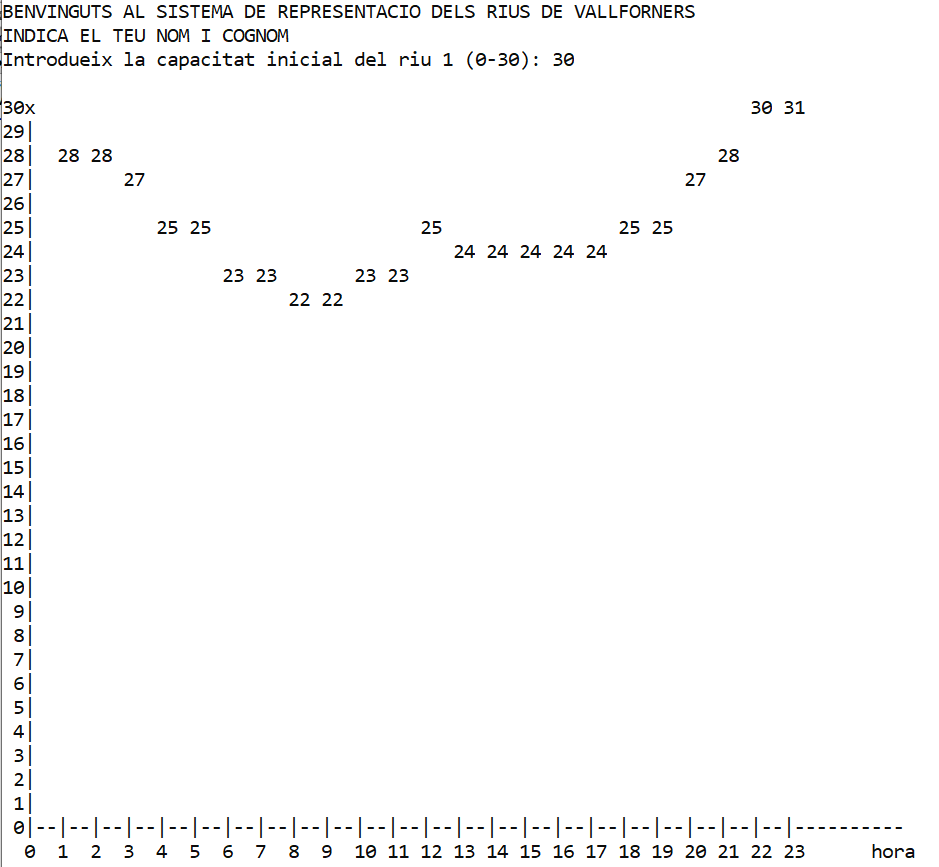 BENVINGUTS AL SISTEMA DE REPRESENTACIO DELS RIUS DE VALLFORNERS
INDICA EL TEU NOM I COGNOM
Introdueix la capacitat inicial del riu 1 (0-30): 30

30x                                                                 30 31
29|
28|  28 28                                                       28
27|        27                                                 27
26|
25|           25 25                   25                25 25
24|                                      24 24 24 24 24
23|                 23 23       23 23
22|                       22 22
21|
20|
19|
18|
17|
16|
15|
14|
13|
12|
11|
10|
 9|
 8|
 7|
 6|
 5|
 4|
 3|
 2|
 1|
 0|--|--|--|--|--|--|--|--|--|--|--|--|--|--|--|--|--|--|--|--|--|--|--|----------
  0  1  2  3  4  5  6  7  8  9  10 11 12 13 14 15 16 17 18 19 20 21 22 23      hora